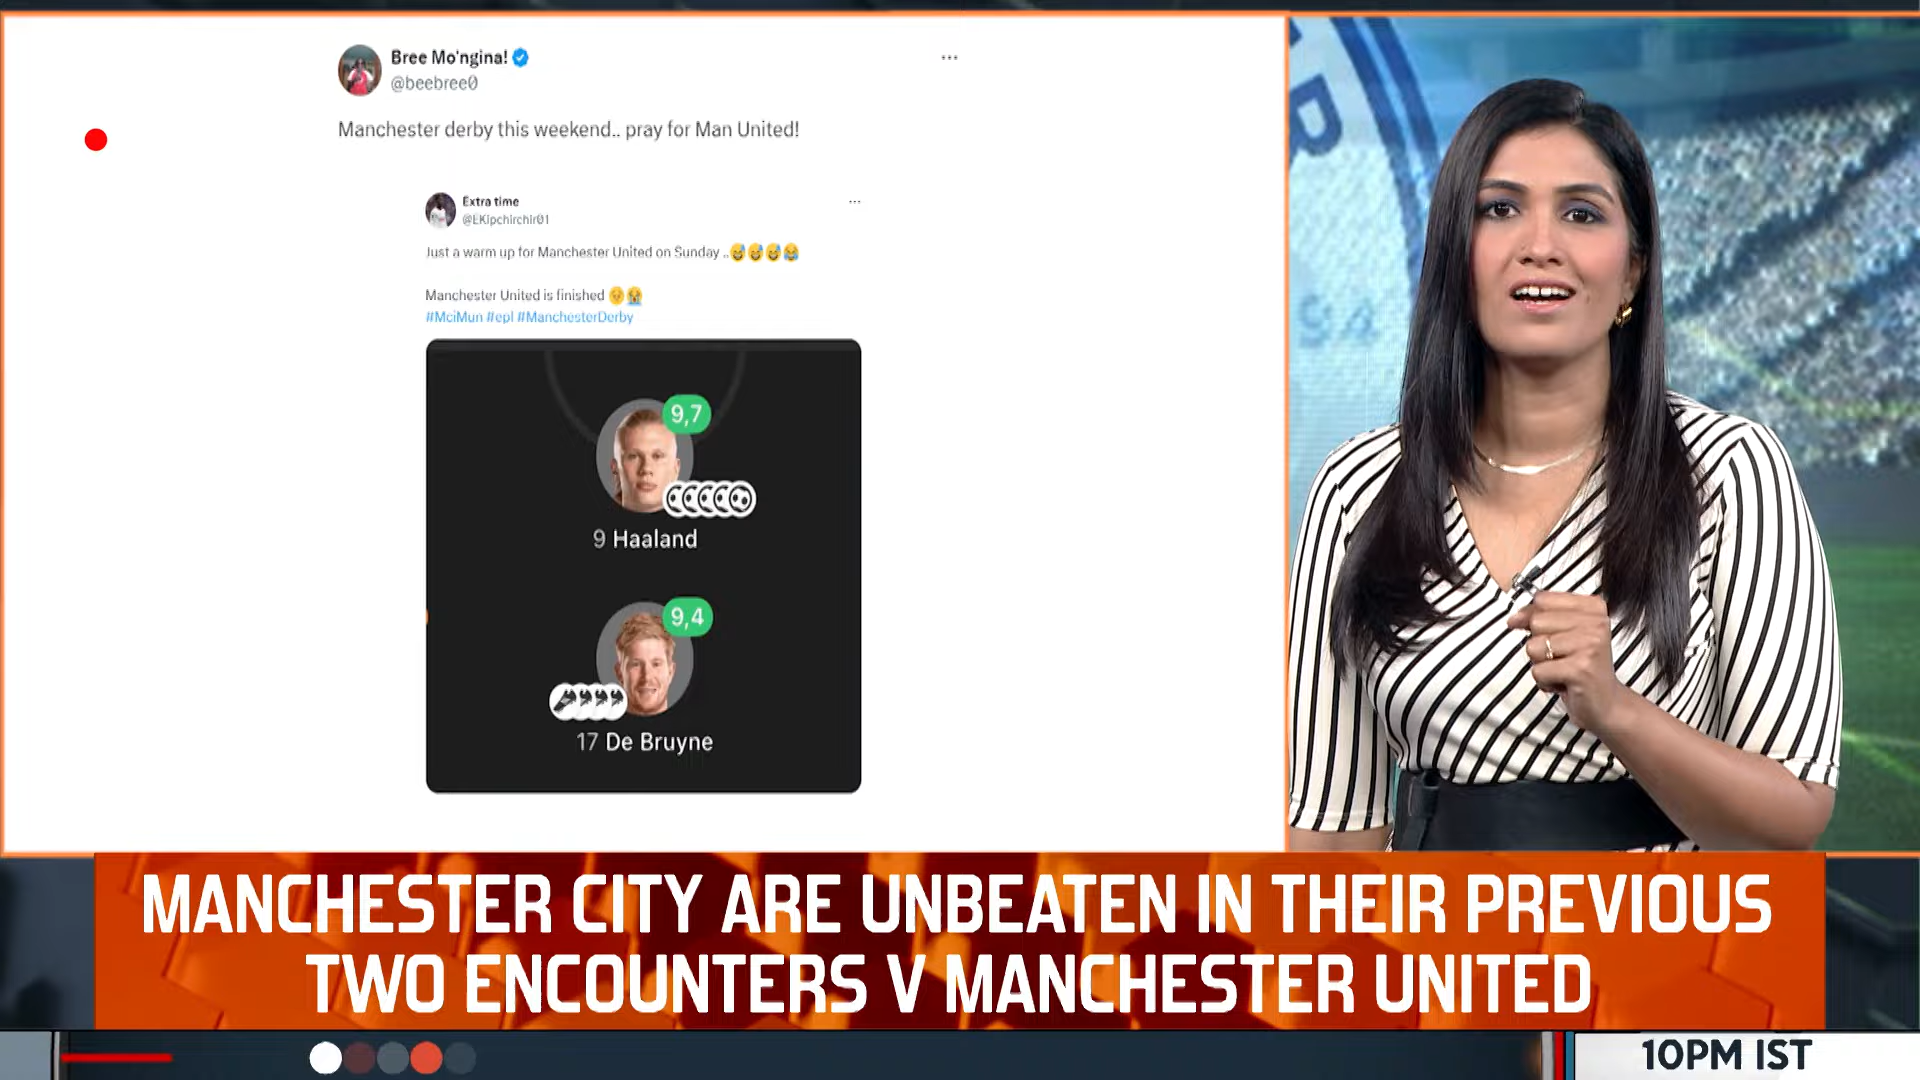 Bree Mo'ngina!
@beebree0
Manchester derby this weekend.. pray for Man United!
Extra time
@EKipchirchir01
Just a warm up for Manchester United on Sunday ..😅😅😅😂
Manchester United is finished 🤒😭
#MciMun #epl #ManchesterDerby
9,7
9 Haaland
9,4
17 De Bruyne
MANCHESTER CITY ARE UNBEATEN IN THEIR PREVIOUS
TWO ENCOUNTERS V MANCHESTER UNITED
10PM IST